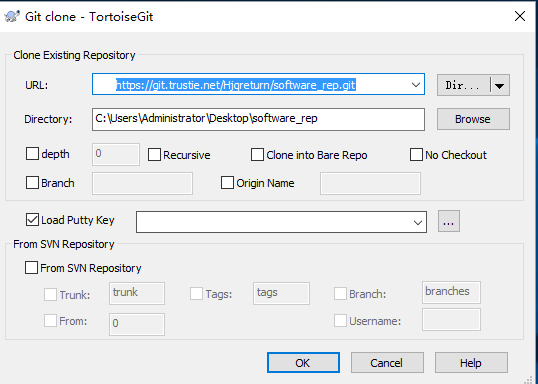 Git clone - TortoiseGit
Clone Existing Repository
URL: https://git.trustie.net/Hjqreturn/software_rep.git Dir...
Directory: C:\Users\Administrator\Desktop\software_rep Browse
depth 0 Recursive Clone into Bare Repo No Checkout
Branch Origin Name
Load Putty Key ...
From SVN Repository
From SVN Repository
Trunk: trunk Tags: tags Branch: branches
From: 0 Username:
OK Cancel Help